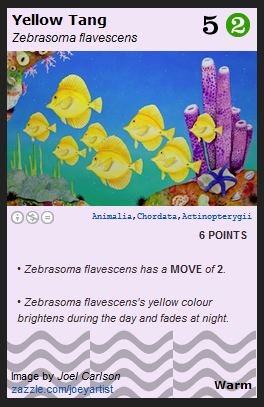 Yellow Tang
Zebrasoma flavescens
5 2
Animalia,Chordata,Actinopterygii
6 POINTS
• Zebrasoma flavescens has a MOVE of 2.
• Zebrasoma flavescens's yellow colour
brightens during the day and fades at night.
Image by Joel Carlson
zazzle.com/joeyartist
Warm